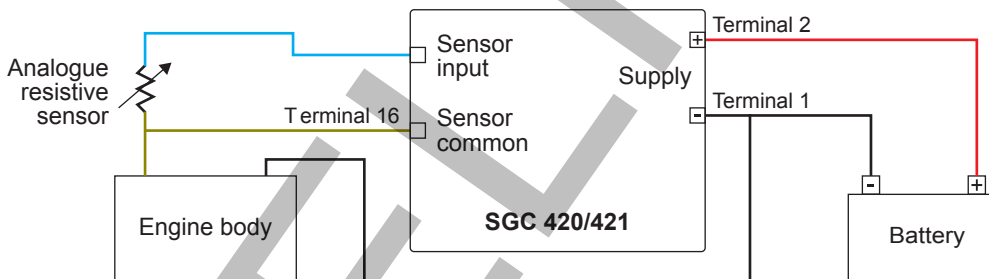 Analogue
resistive
sensor
Sensor
input
Terminal 16
Sensor
common
+
Supply
-
Terminal 2
Terminal 1
SGC 420/421
Engine body
-
+
Battery